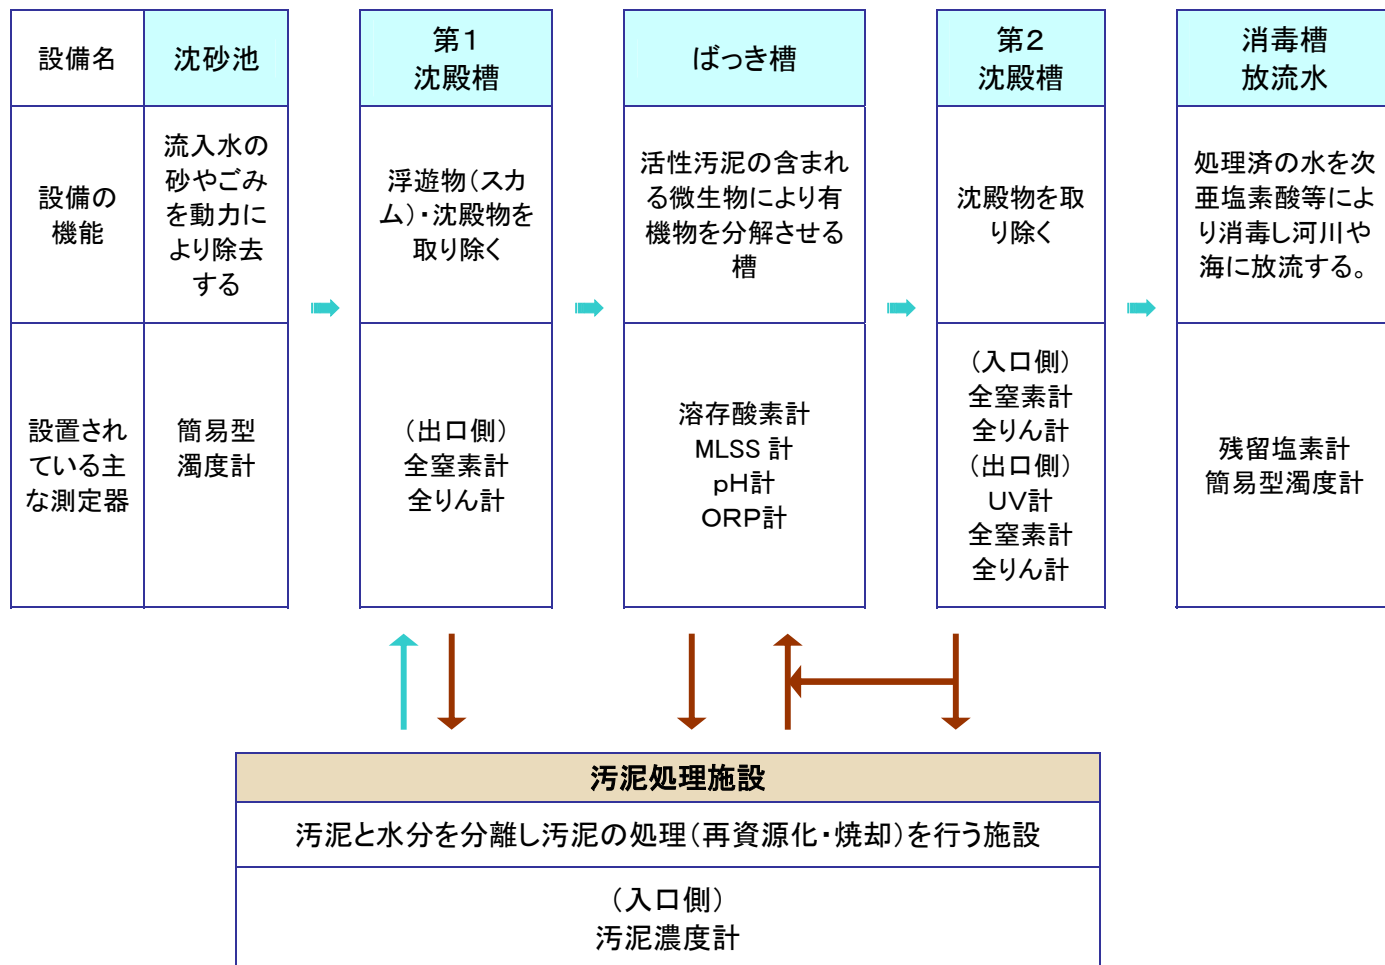 設備名
沈砂池
第1
沈殿槽
ばっき槽
第2
沈殿槽
消毒槽
放流水
設備の
機能
流入水の
砂やごみ
を動力に
より除去
する
浮遊物(スカ
ム)・沈殿物を
取り除く
活性汚泥の含まれ
る微生物により有
機物を分解させる
槽
沈殿物を取
り除く
処理済の水を次
亜塩素酸等によ
り消毒し河川や
海に放流する。
設置され
ている主
な測定器
簡易型
濁度計
(出口側)
全窒素計
全りん計
溶存酸素計
MLSS 計
pH計
ORP計
(入口側)
全窒素計
全りん計
(出口側)
UV計
全窒素計
全りん計
残留塩素計
簡易型濁度計
汚泥処理施設
汚泥と水分を分離し汚泥の処理(再資源化・焼却)を行う施設
(入口側)
汚泥濃度計